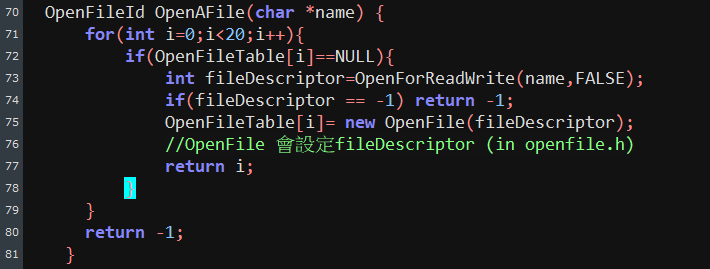 70 OpenFileId OpenAFile(char *name) {
71 for(int i=0;i<20;i++){
72 if(OpenFileTable[i]==NULL){
73 int fileDescriptor=OpenForReadWrite(name,FALSE);
74 if(fileDescriptor == -1) return -1;
75 OpenFileTable[i]= new OpenFile(fileDescriptor);
76 //OpenFile 會設定fileDescriptor (in openfile.h)
77 return i;
78 }
79 }
80 return -1;
81 }